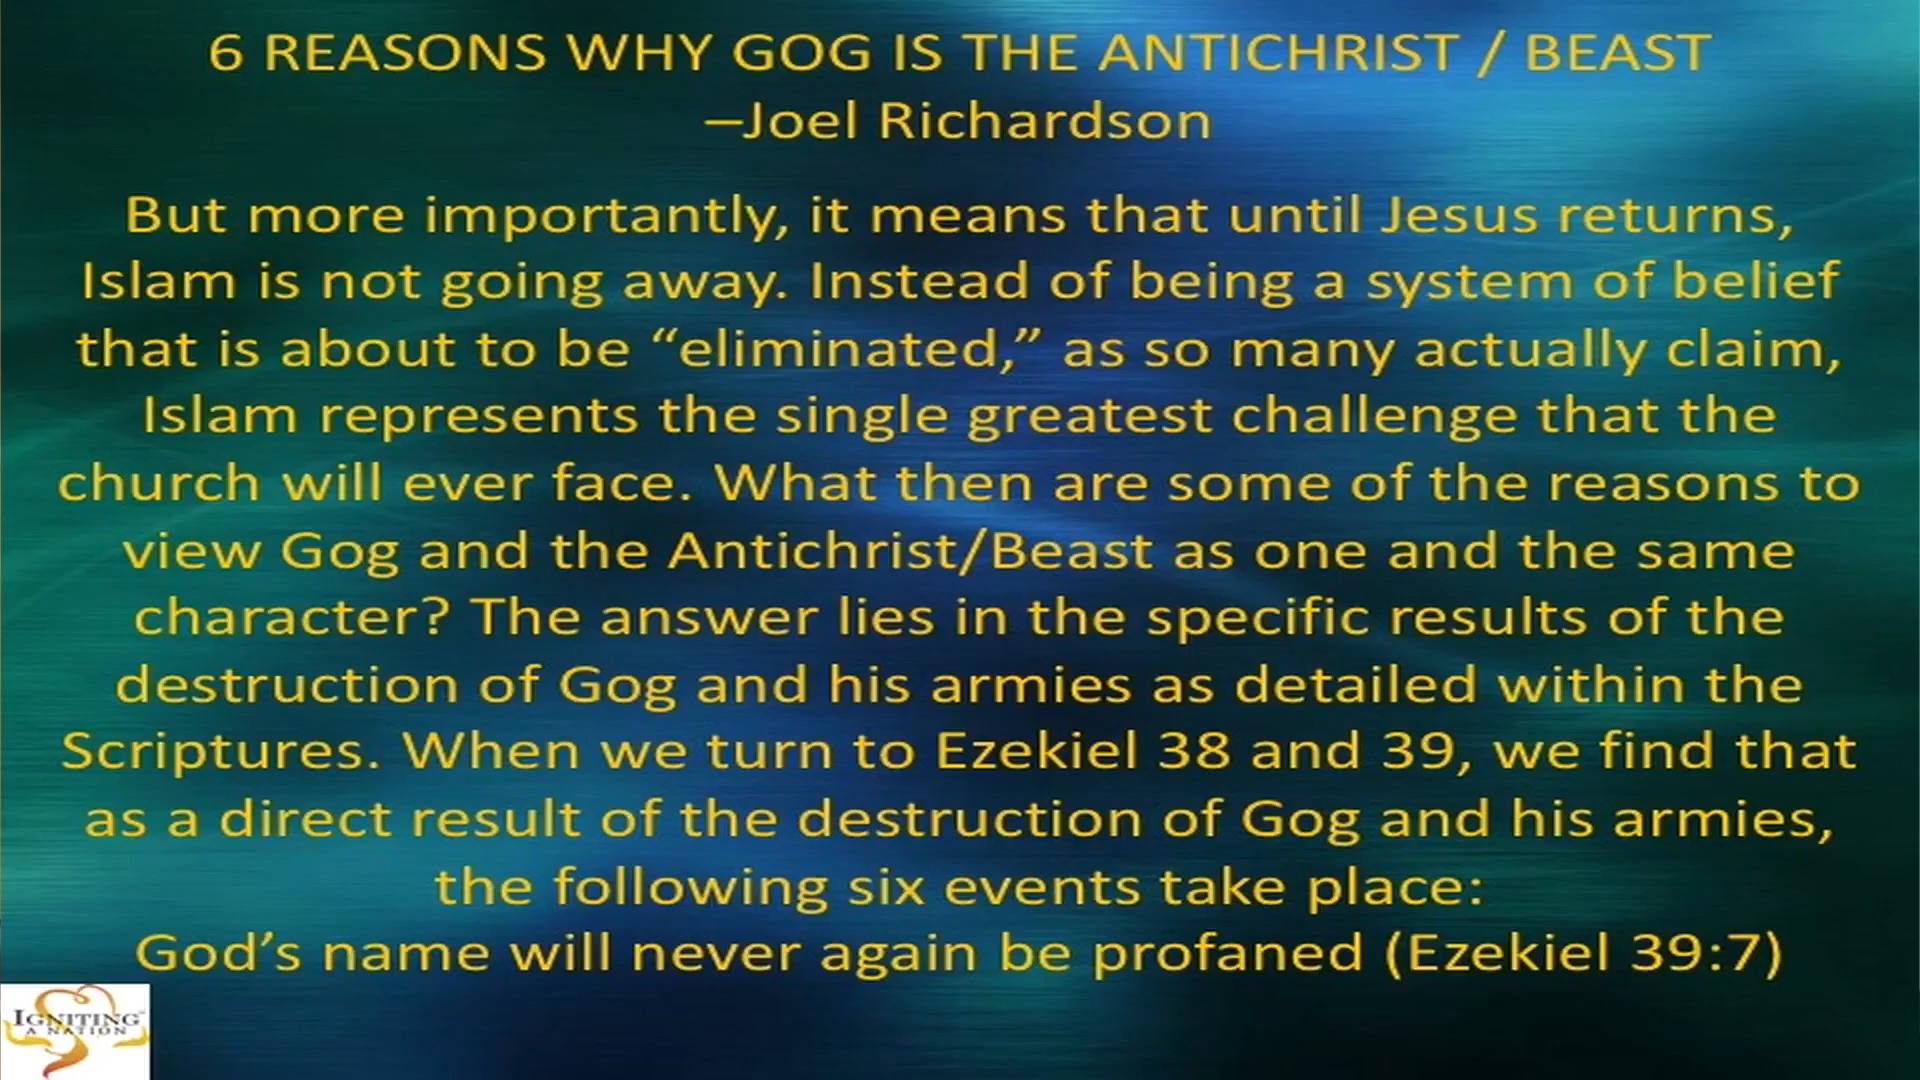 6 REASONS WHY GOG IS THE ANTICHRIST / BEAST
–Joel Richardson
But more importantly, it means that until Jesus returns,
Islam is not going away. Instead of being a system of belief
that is about to be “eliminated,” as so many actually claim,
Islam represents the single greatest challenge that the
church will ever face. What then are some of the reasons to
view Gog and the Antichrist/Beast as one and the same
character? The answer lies in the specific results of the
destruction of Gog and his armies as detailed within the
Scriptures. When we turn to Ezekiel 38 and 39, we find that
as a direct result of the destruction of Gog and his armies,
the following six events take place:
God’s name will never again be profaned (Ezekiel 39:7)
IGNITING
A NATION